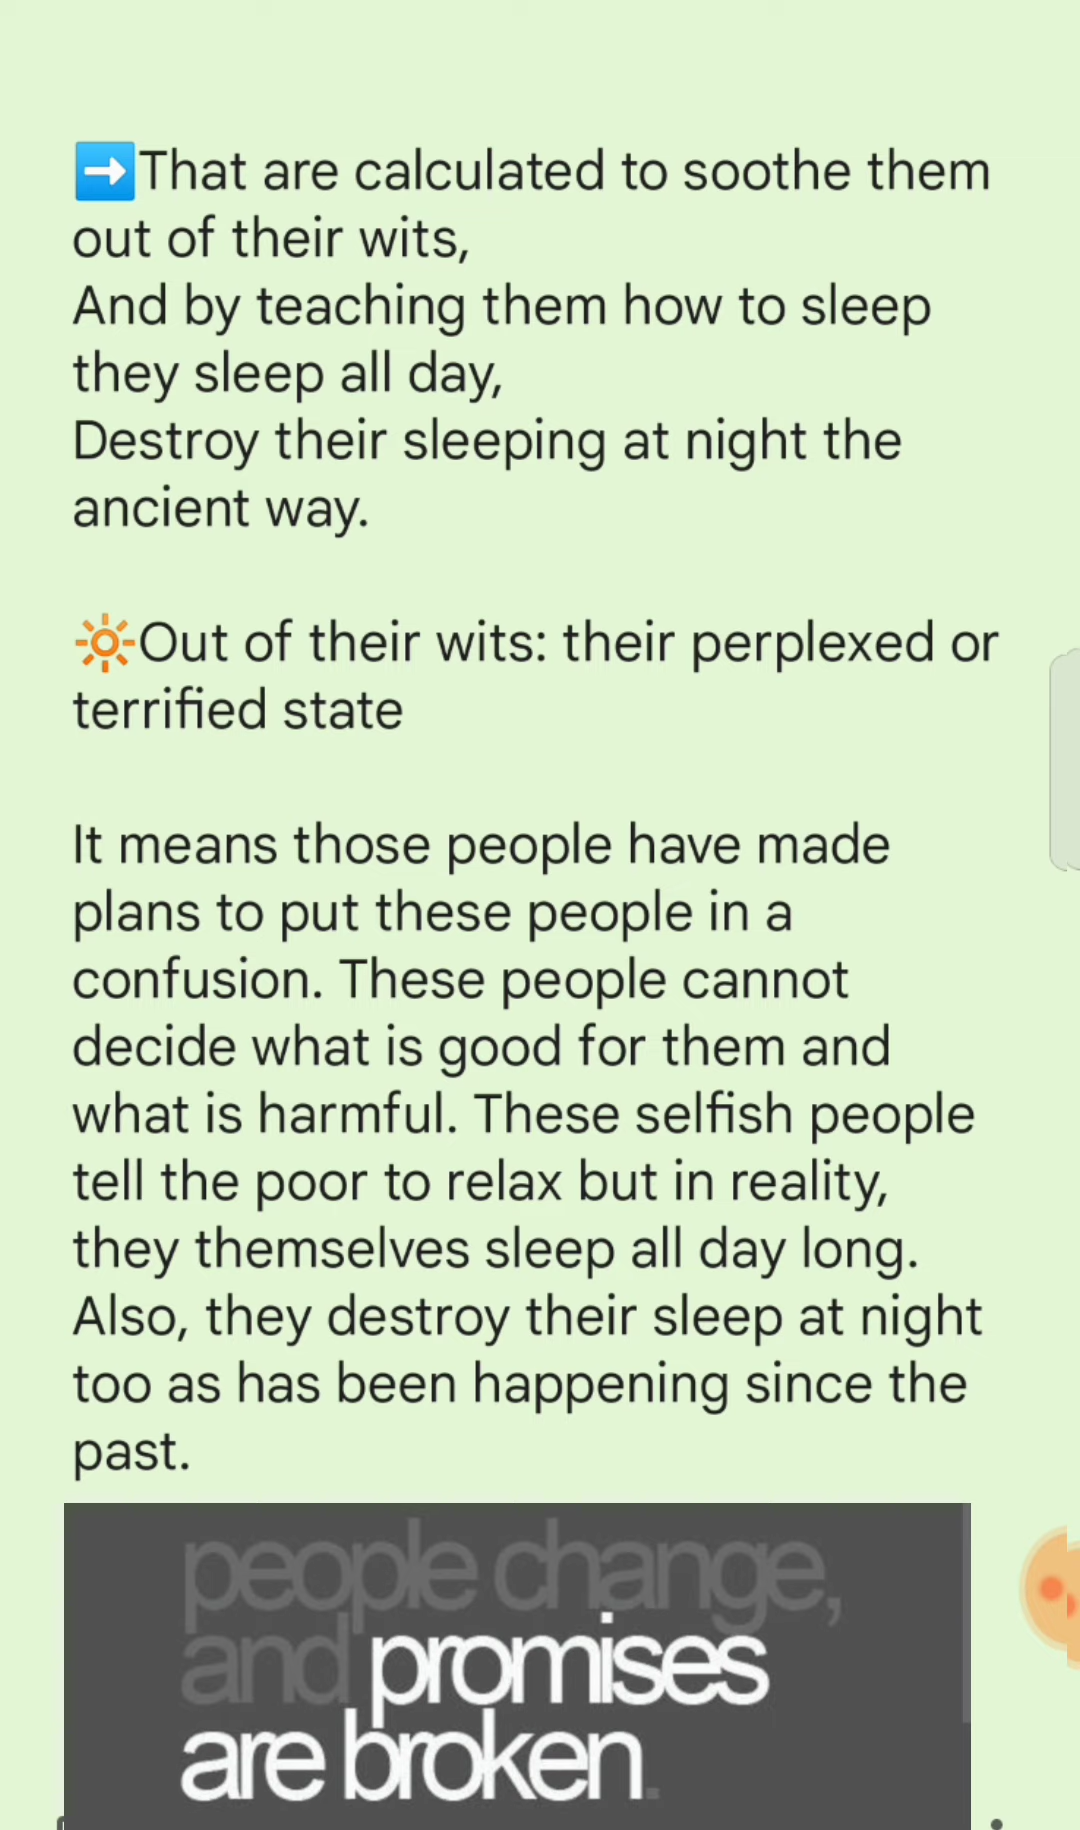 ➡️That are calculated to soothe them
out of their wits,
And by teaching them how to sleep
they sleep all day,
Destroy their sleeping at night the
ancient way.
🔆Out of their wits: their perplexed or
terrified state
It means those people have made
plans to put these people in a
confusion. These people cannot
decide what is good for them and
what is harmful. These selfish people
tell the poor to relax but in reality,
they themselves sleep all day long.
Also, they destroy their sleep at night
too as has been happening since the
past.
people change,
and promises
are broken.